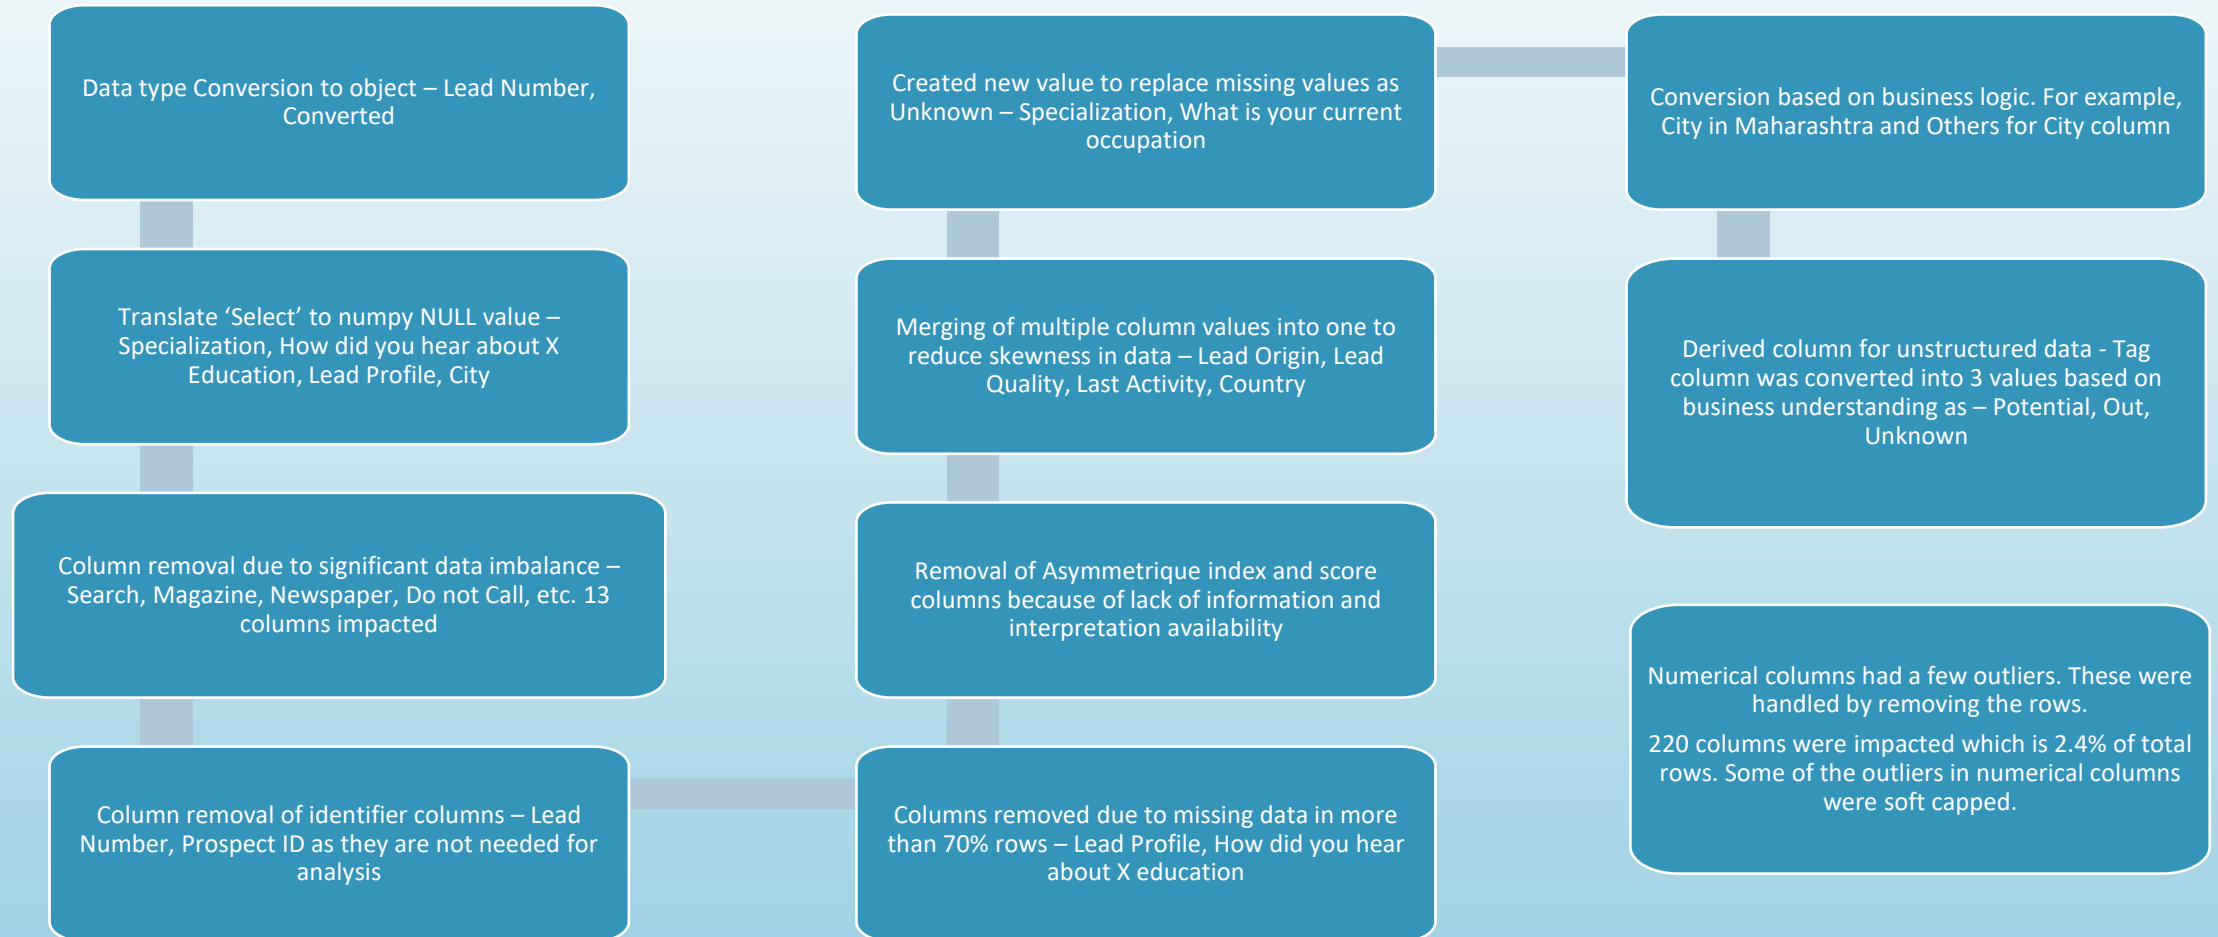 Data type Conversion to object – Lead Number,
Converted
Translate ‘Select’ to numpy NULL value –
Specialization, How did you hear about X
Education, Lead Profile, City
Column removal due to significant data imbalance –
Search, Magazine, Newspaper, Do not Call, etc. 13
columns impacted
Column removal of identifier columns – Lead
Number, Prospect ID as they are not needed for
analysis
Columns removed due to missing data in more
than 70% rows – Lead Profile, How did you hear
about X education
Removal of Asymmetrique index and score
columns because of lack of information and
interpretation availability
Merging of multiple column values into one to
reduce skewness in data – Lead Origin, Lead
Quality, Last Activity, Country
Created new value to replace missing values as
Unknown – Specialization, What is your current
occupation
Conversion based on business logic. For example,
City in Maharashtra and Others for City column
Derived column for unstructured data - Tag
column was converted into 3 values based on
business understanding as – Potential, Out,
Unknown
Numerical columns had a few outliers. These were
handled by removing the rows.
220 columns were impacted which is 2.4% of total
rows. Some of the outliers in numerical columns
were soft capped.